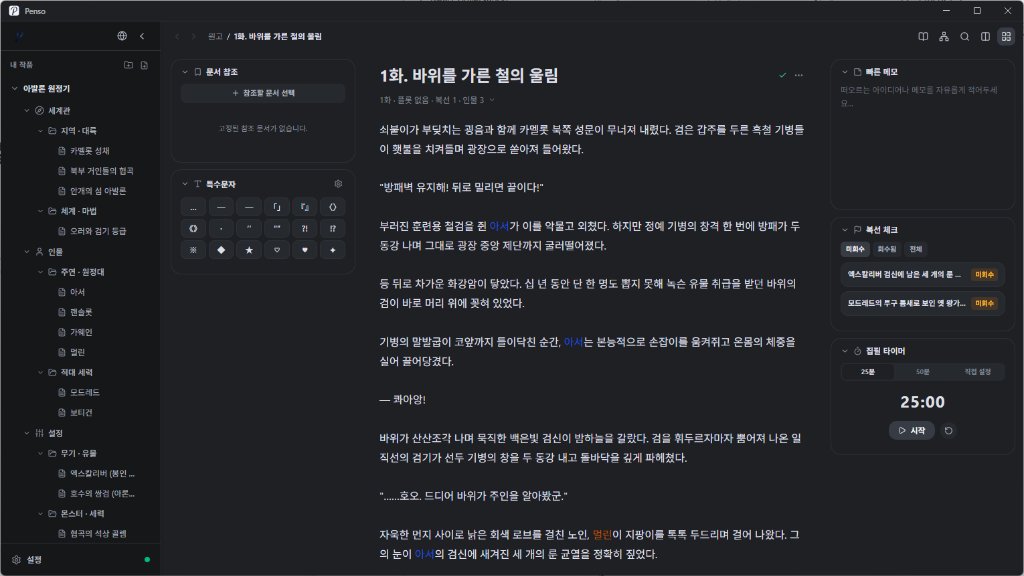 Penso
내 작품
아발론 원정기
세계관
지역 · 대륙
카멜롯 성채
북부 거인들의 협곡
안개의 섬 아발론
체계 · 마법
오러와 검기 등급
인물
주연 · 원정대
아서
랜슬롯
가웨인
멀린
적대 세력
모드레드
보티건
설정
무기 · 유물
엑스칼리버 (봉인 ...
호수의 쌍검 (아론...
몬스터 · 세력
협곡의 석상 골렘
설정
원고 / 1화. 바위를 가른 철의 울림
문서 참조
+ 참조할 문서 선택
고정된 참조 문서가 없습니다.
특수문자
… — ― 「」 『』 〈〉
《》 · ‘’ “” ?! !?
※ ◆ ★ ♡ ♥ ✦
1화. 바위를 가른 철의 울림
1화 · 플롯 없음 · 복선 1 · 인물 3
쇠붙이가 부딪치는 굉음과 함께 카멜롯 북쪽 성문이 무너져 내렸다. 검은 갑주를 두른 흑철 기병들
이 횃불을 치켜들며 광장으로 쏟아져 들어왔다.
"방패벽 유지해! 뒤로 밀리면 끝이다!"
부러진 훈련용 철검을 쥔 아서가 이를 악물고 외쳤다. 하지만 정예 기병의 창격 한 번에 방패가 두
동강 나며 그대로 광장 중앙 제단까지 굴러떨어졌다.
등 뒤로 차가운 화강암이 닿았다. 십 년 동안 단 한 명도 뽑지 못해 녹슨 유물 취급을 받던 바위의
검이 바로 머리 위에 꽂혀 있었다.
기병의 말발굽이 코앞까지 들이닥친 순간, 아서는 본능적으로 손잡이를 움켜쥐고 온몸의 체중을
실어 끌어당겼다.
— 콰아앙!
바위가 산산조각 나며 묵직한 백은빛 검신이 밤하늘을 갈랐다. 검을 휘두르자마자 뿜어져 나온 일
직선의 검기가 선두 기병의 창을 두 동강 내고 돌바닥을 깊게 파헤쳤다.
"......호오. 드디어 바위가 주인을 알아봤군."
자욱한 먼지 사이로 낡은 회색 로브를 걸친 노인, 멀린이 지팡이를 톡톡 두드리며 걸어 나왔다. 그
의 눈이 아서의 검신에 새겨진 세 개의 룬 균열을 정확히 짚었다.
빠른 메모
떠오르는 아이디어나 메모를 자유롭게 적어두세
요...
복선 체크
미회수 회수됨 전체
엑스칼리버 검신에 남은 세 개의 룬 ... 미회수
모드레드의 투구 틈새로 보인 옛 왕가... 미회수
집필 타이머
25분 50분 직접 설정
25:00
시작